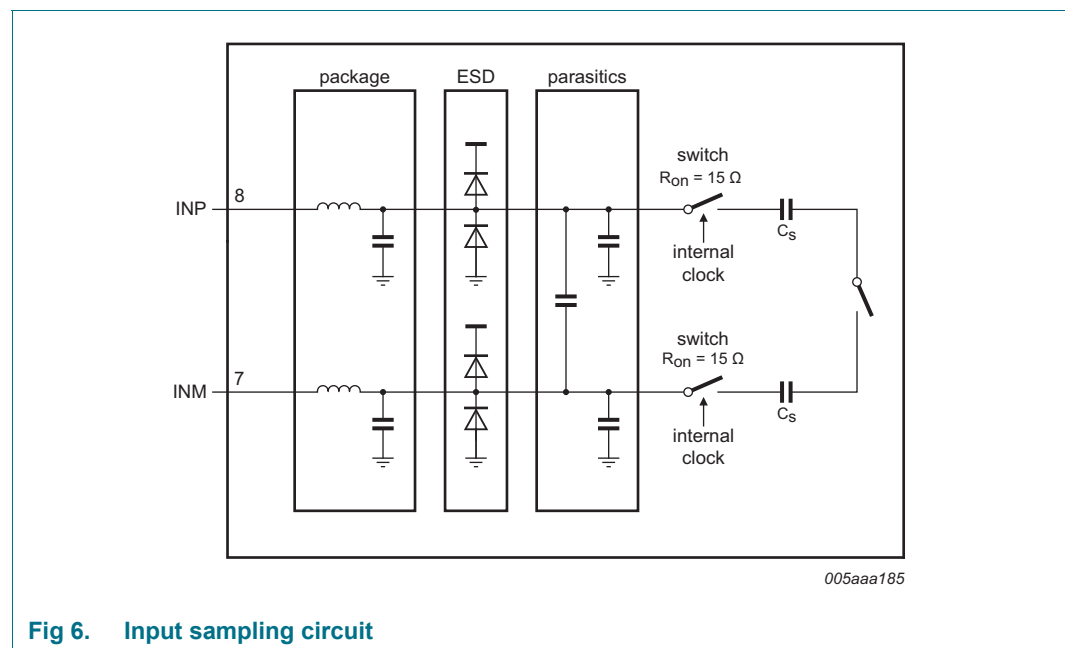 package ESD parasitics
switch
Ron = 15 Ω
INP 8
internal
clock
Cs
switch
Ron = 15 Ω
INM 7
internal
clock
Cs
005aaa185
Fig 6. Input sampling circuit